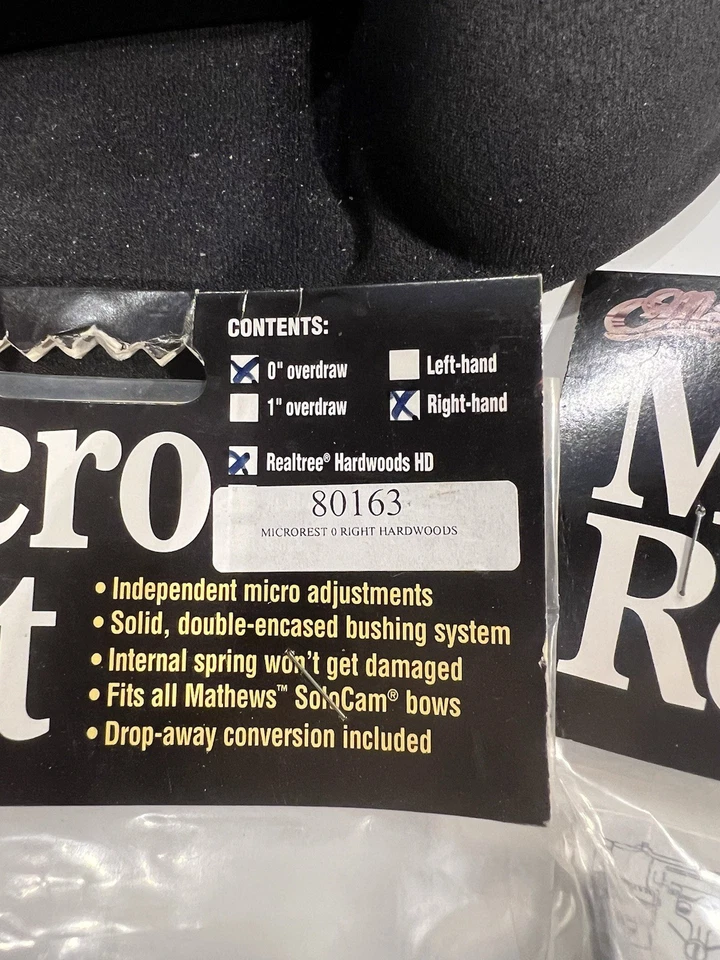 CONTENTS:
0" overdraw
Left-hand
1" overdraw
Right-hand
Realtree® Hardwoods HD
80163
MICROREST 0 RIGHT HARDWOODS
cro
t
• Independent micro adjustments
• Solid, double-encased bushing system
• Internal spring won't get damaged
• Fits all Mathews™ SoloCam® bows
• Drop-away conversion included
M
R